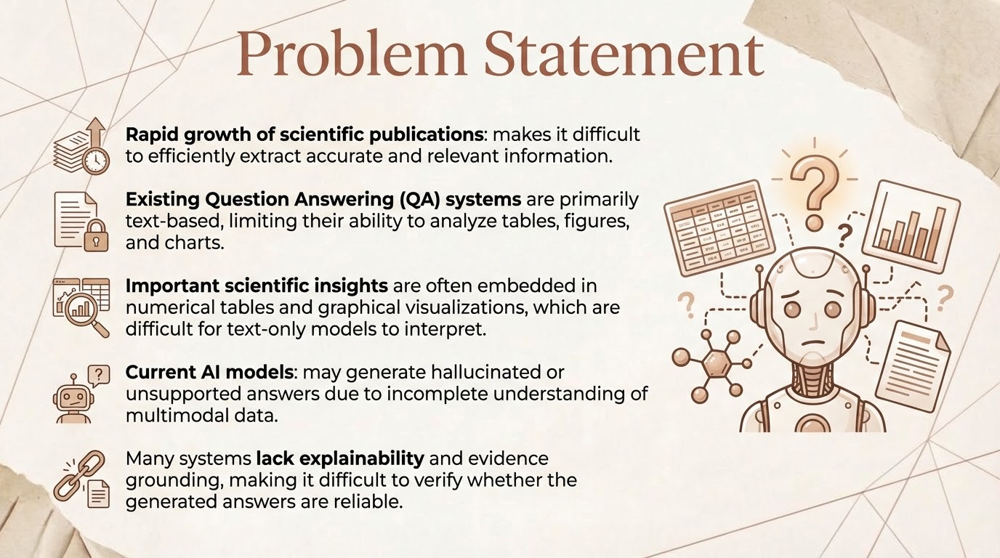 Problem Statement
Rapid growth of scientific publications: makes it difficult
to efficiently extract accurate and relevant information.
Existing Question Answering (QA) systems are primarily
text-based, limiting their ability to analyze tables, figures,
and charts.
Important scientific insights are often embedded in
numerical tables and graphical visualizations, which are
difficult for text-only models to interpret.
Current AI models: may generate hallucinated or
unsupported answers due to incomplete understanding of
multimodal data.
Many systems lack explainability and evidence
grounding, making it difficult to verify whether the
generated answers are reliable.
?
?
?
?
?